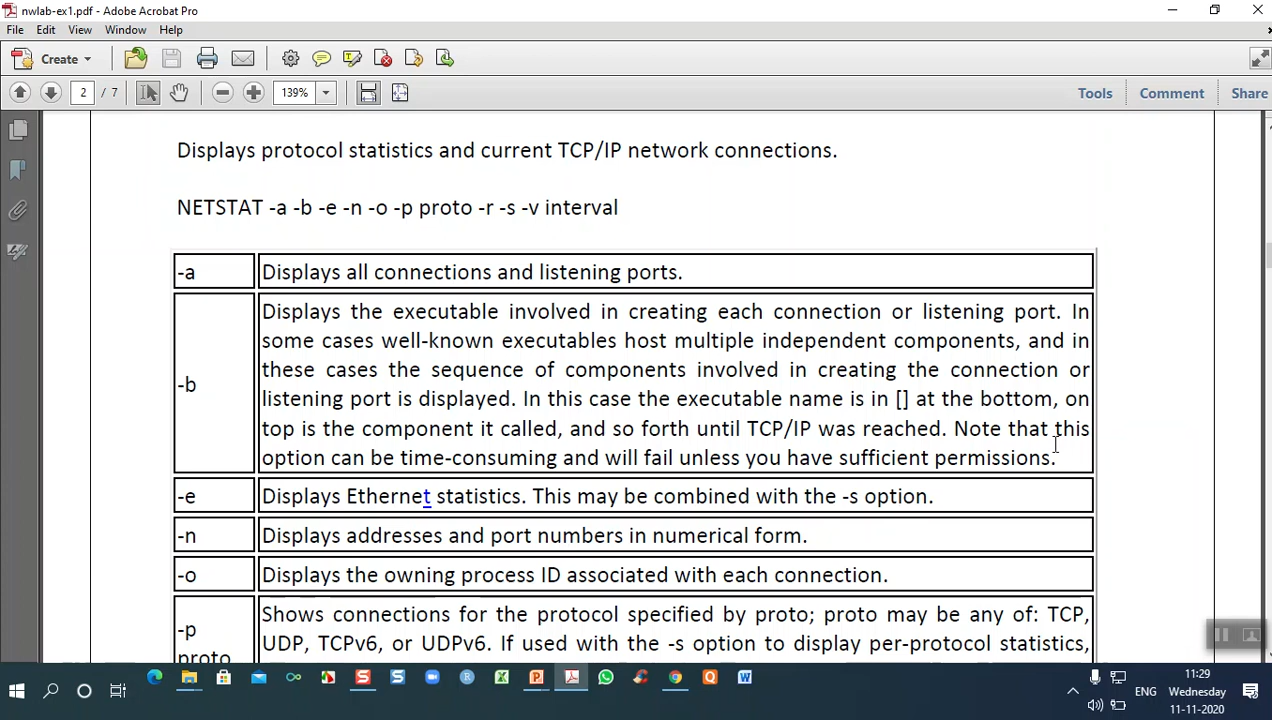 nwlab-ex1.pdf - Adobe Acrobat Pro
File Edit View Window Help
Create
2 / 7 139% Tools Comment Share
Displays protocol statistics and current TCP/IP network connections.
NETSTAT -a -b -e -n -o -p proto -r -s -v interval
-a Displays all connections and listening ports.
-b Displays the executable involved in creating each connection or listening port. In
some cases well-known executables host multiple independent components, and in
these cases the sequence of components involved in creating the connection or
listening port is displayed. In this case the executable name is in [] at the bottom, on
top is the component it called, and so forth until TCP/IP was reached. Note that this
option can be time-consuming and will fail unless you have sufficient permissions.
-e Displays Ethernet statistics. This may be combined with the -s option.
-n Displays addresses and port numbers in numerical form.
-o Displays the owning process ID associated with each connection.
-p proto Shows connections for the protocol specified by proto; proto may be any of: TCP,
UDP, TCPv6, or UDPv6. If used with the -s option to display per-protocol statistics,
11:29
ENG Wednesday
11-11-2020